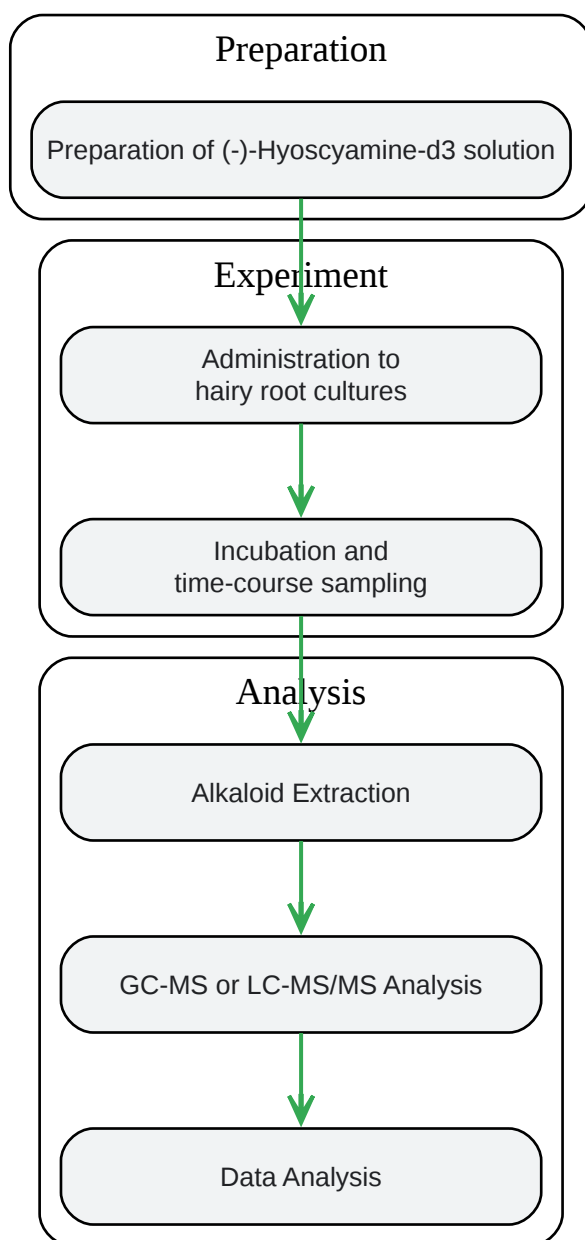 Preparation
Preparation of (-)-Hyoscyamine-d3 solution
Experiment
Administration to
hairy root cultures
Incubation and
time-course sampling
Analysis
Alkaloid Extraction
GC-MS or LC-MS/MS Analysis
Data Analysis